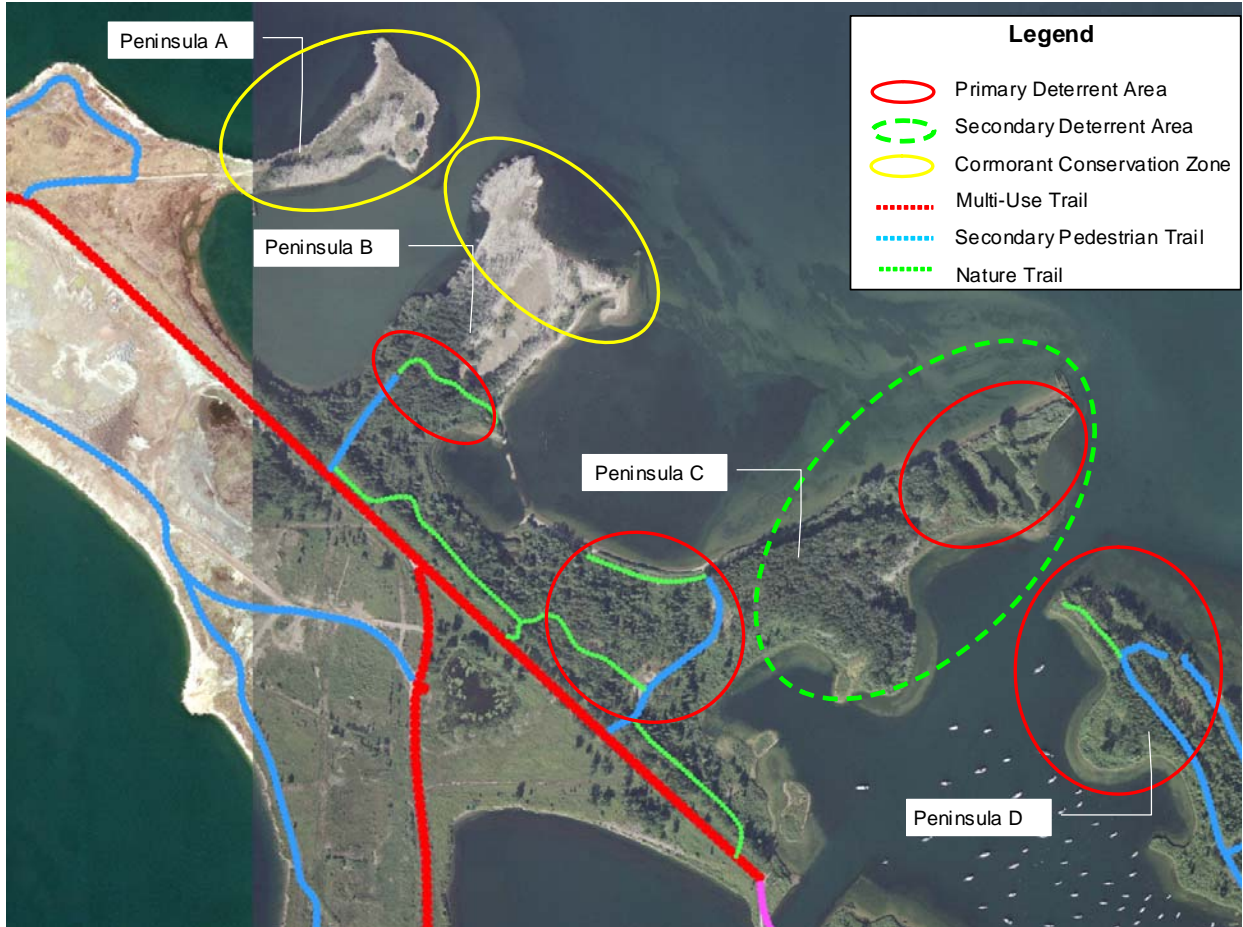 Peninsula A
Peninsula B
Peninsula C
Peninsula D
Legend
Primary Deterrent Area
Secondary Deterrent Area
Cormorant Conservation Zone
Multi-Use Trail
Secondary Pedestrian Trail
Nature Trail